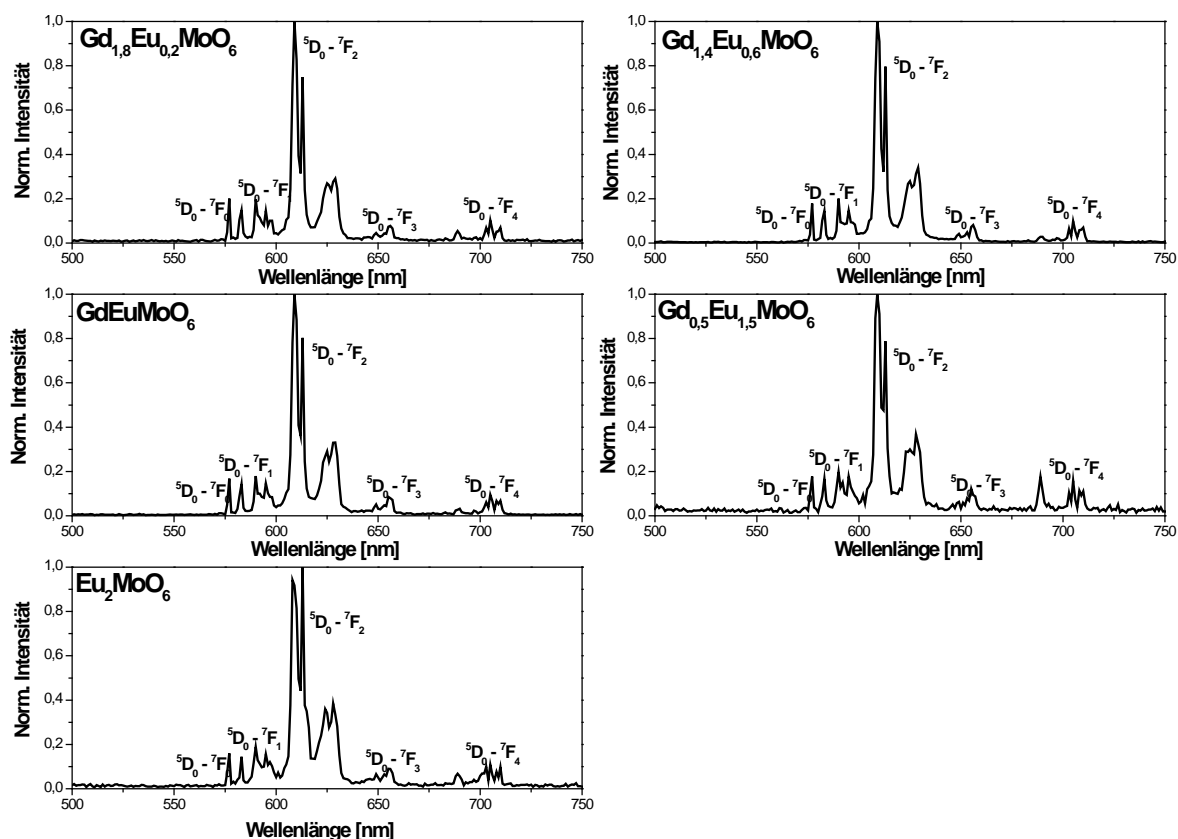 Gd1,8Eu0,2MoO6
Norm. Intensität
1,0
0,8
0,6
0,4
0,2
0,0
5D0 - 7F2
5D0 - 7F0
5D0 - 7F
5D0 - 7F3
5D0 - 7F4
500 550 600 650 700 750
Wellenlänge [nm]
Gd1,4Eu0,6MoO6
Norm. Intensität
1,0
0,8
0,6
0,4
0,2
0,0
5D0 - 7F2
5D0 - 7F0
5D0 - 7F1
5D0 - 7F3
5D0 - 7F4
500 550 600 650 700 750
Wellenlänge [nm]
GdEuMoO6
Norm. Intensität
1,0
0,8
0,6
0,4
0,2
0,0
5D0 - 7F2
5D0 - 7F1
5D0 - 7F
5D0 - 7F3
5D0 - 7F4
500 550 600 650 700 750
Wellenlänge [nm]
Gd0,5Eu1,5MoO6
Norm. Intensität
1,0
0,8
0,6
0,4
0,2
0,0
5D0 - 7F2
5D0 - 7F1
5D0 - 7F
5D0 - 7F3
5D0 - 7F4
500 550 600 650 700 750
Wellenlänge [nm]
Eu2MoO6
Norm. Intensität
1,0
0,8
0,6
0,4
0,2
0,0
5D0 - 7F2
5D0 - 7F1
5D0 - 7F
5D0 - 7F3
5D0 - 7F4
500 550 600 650 700 750
Wellenlänge [nm]